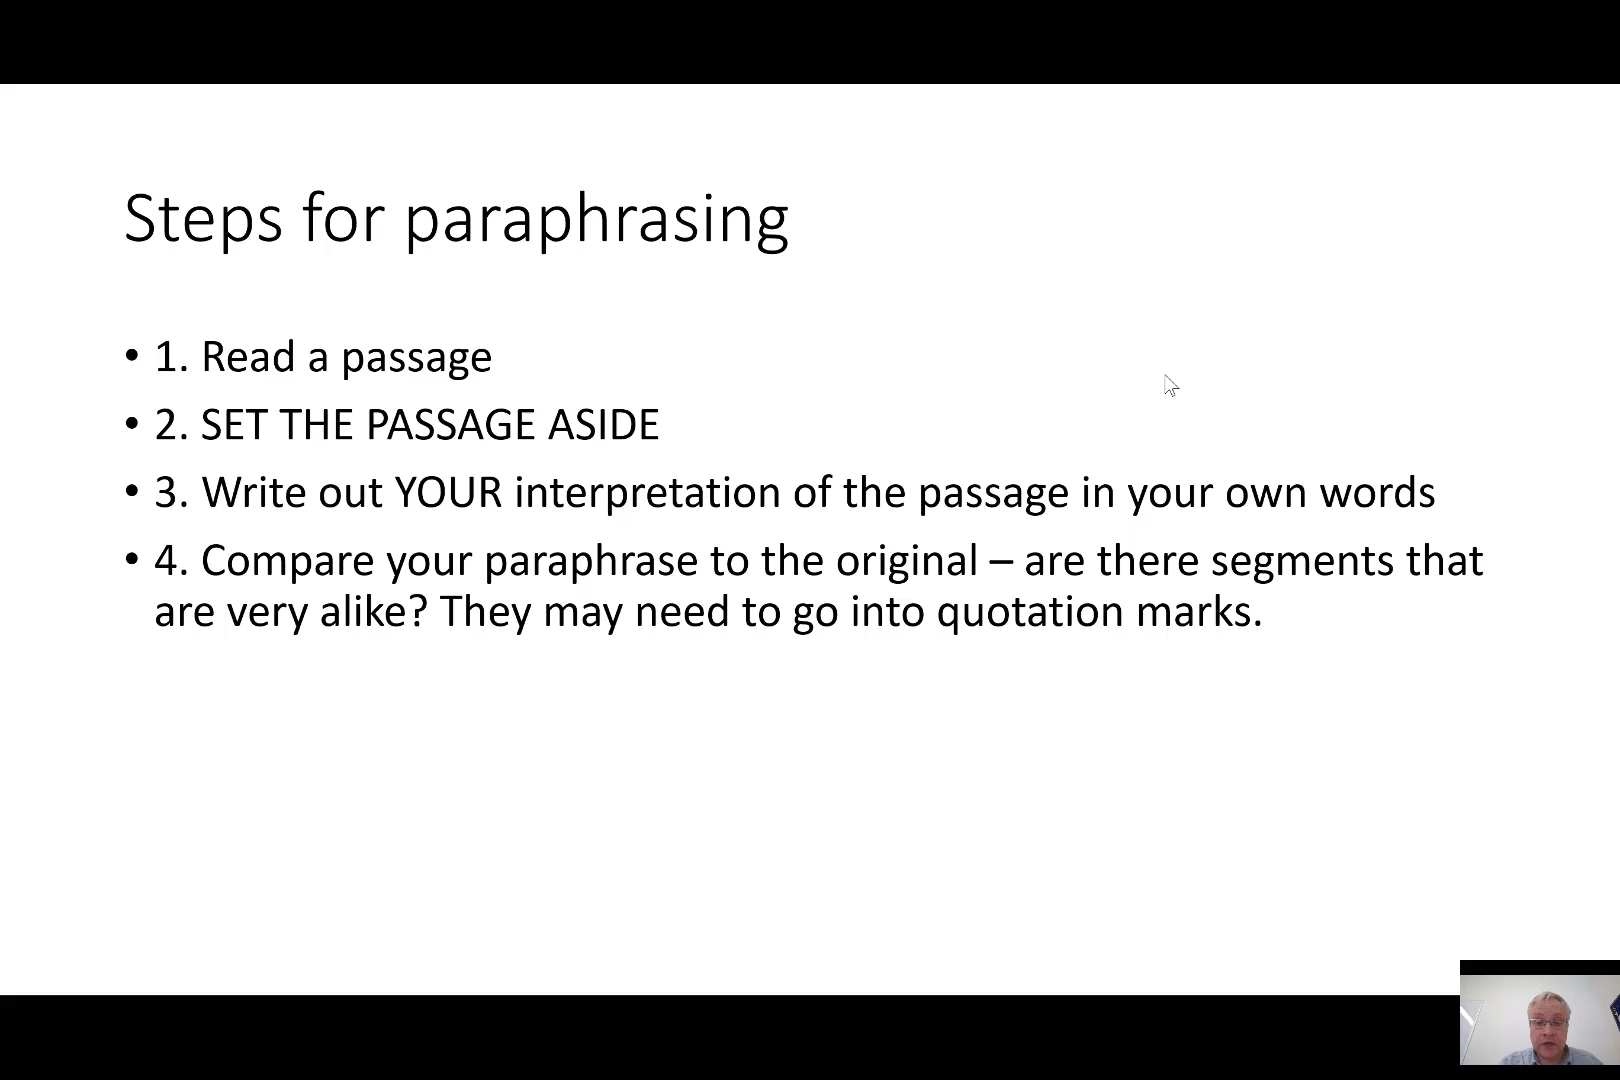 Steps for paraphrasing
• 1. Read a passage
• 2. SET THE PASSAGE ASIDE
• 3. Write out YOUR interpretation of the passage in your own words
• 4. Compare your paraphrase to the original – are there segments that
are very alike? They may need to go into quotation marks.